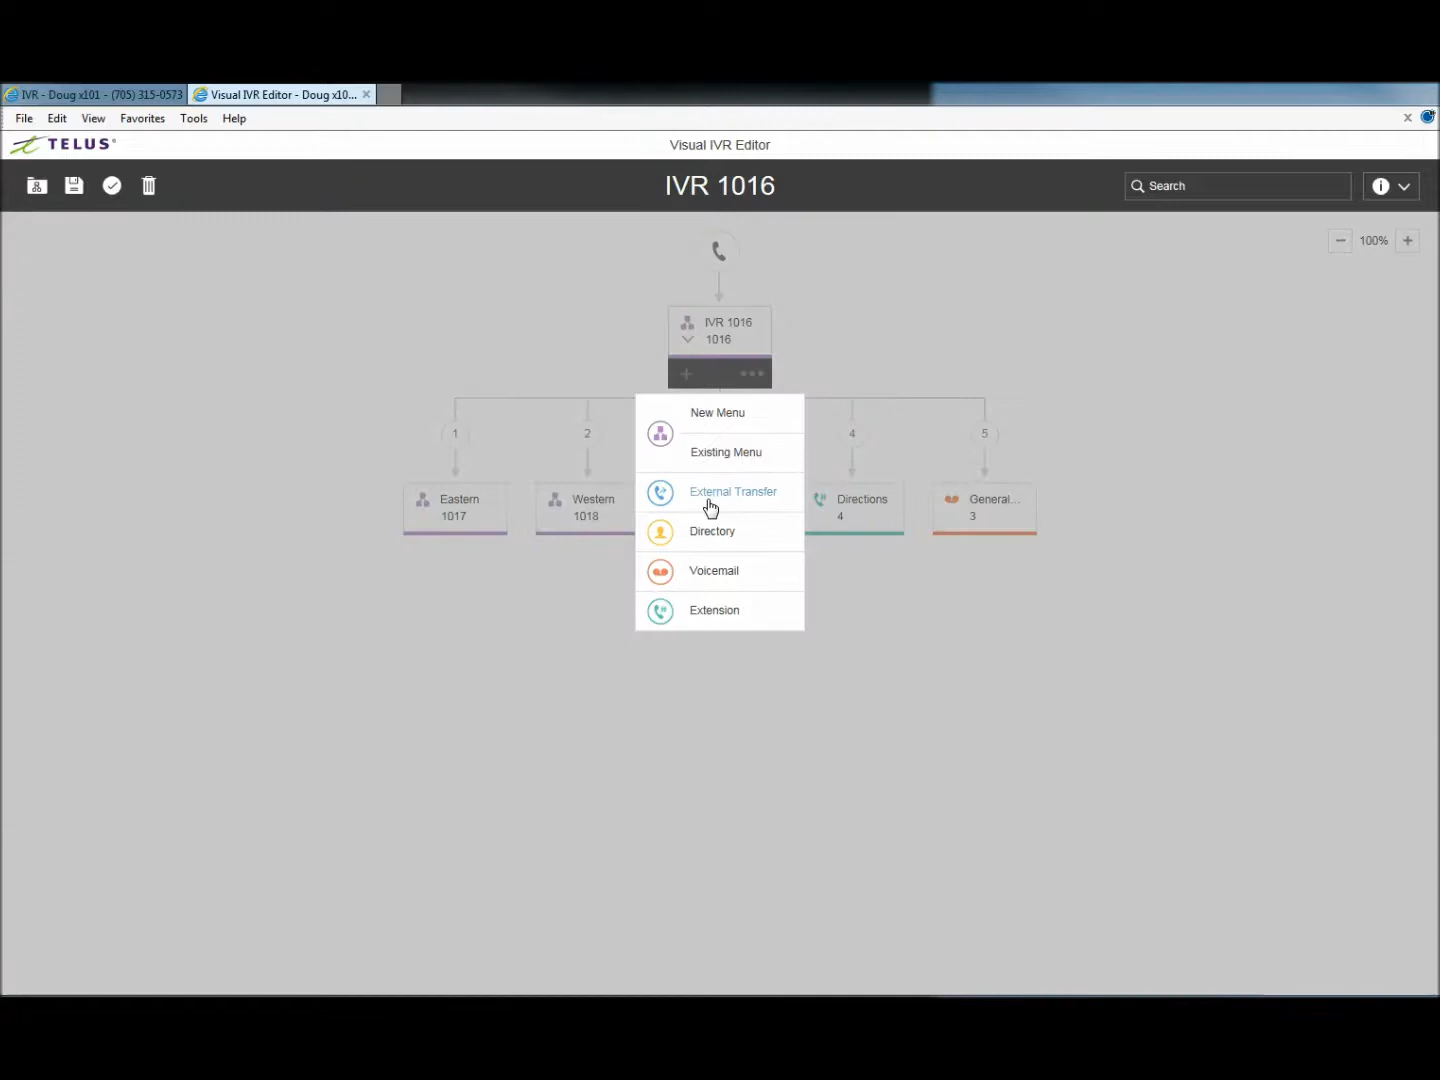 IVR - Doug x101 - (705) 315-0573
Visual IVR Editor - Doug x10...
File Edit View Favorites Tools Help
TELUS®
Visual IVR Editor
IVR 1016
Search
100%
IVR 1016
1016
1
2
4
5
New Menu
Existing Menu
External Transfer
Directory
Voicemail
Extension
Eastern
1017
Western
1018
Directions
4
General...
3